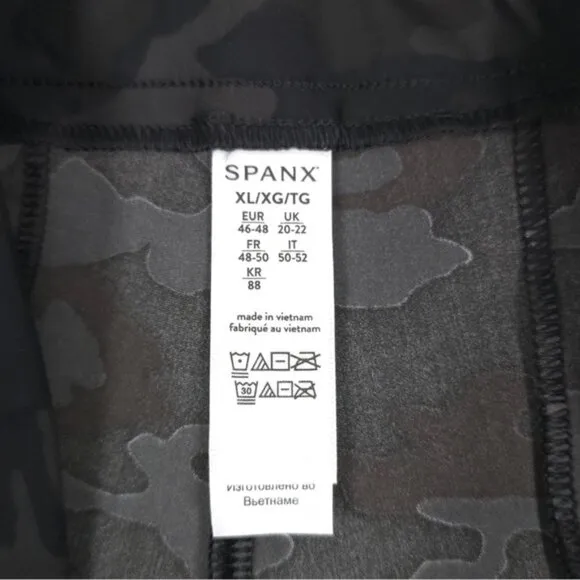 SPANX
XL/XG/TG
EUR UK
46-48 20-22
FR IT
48-50 50-52
KR
88
made in vietnam
fabriqué au vietnam
30
Изготовлено во
Вьетнаме